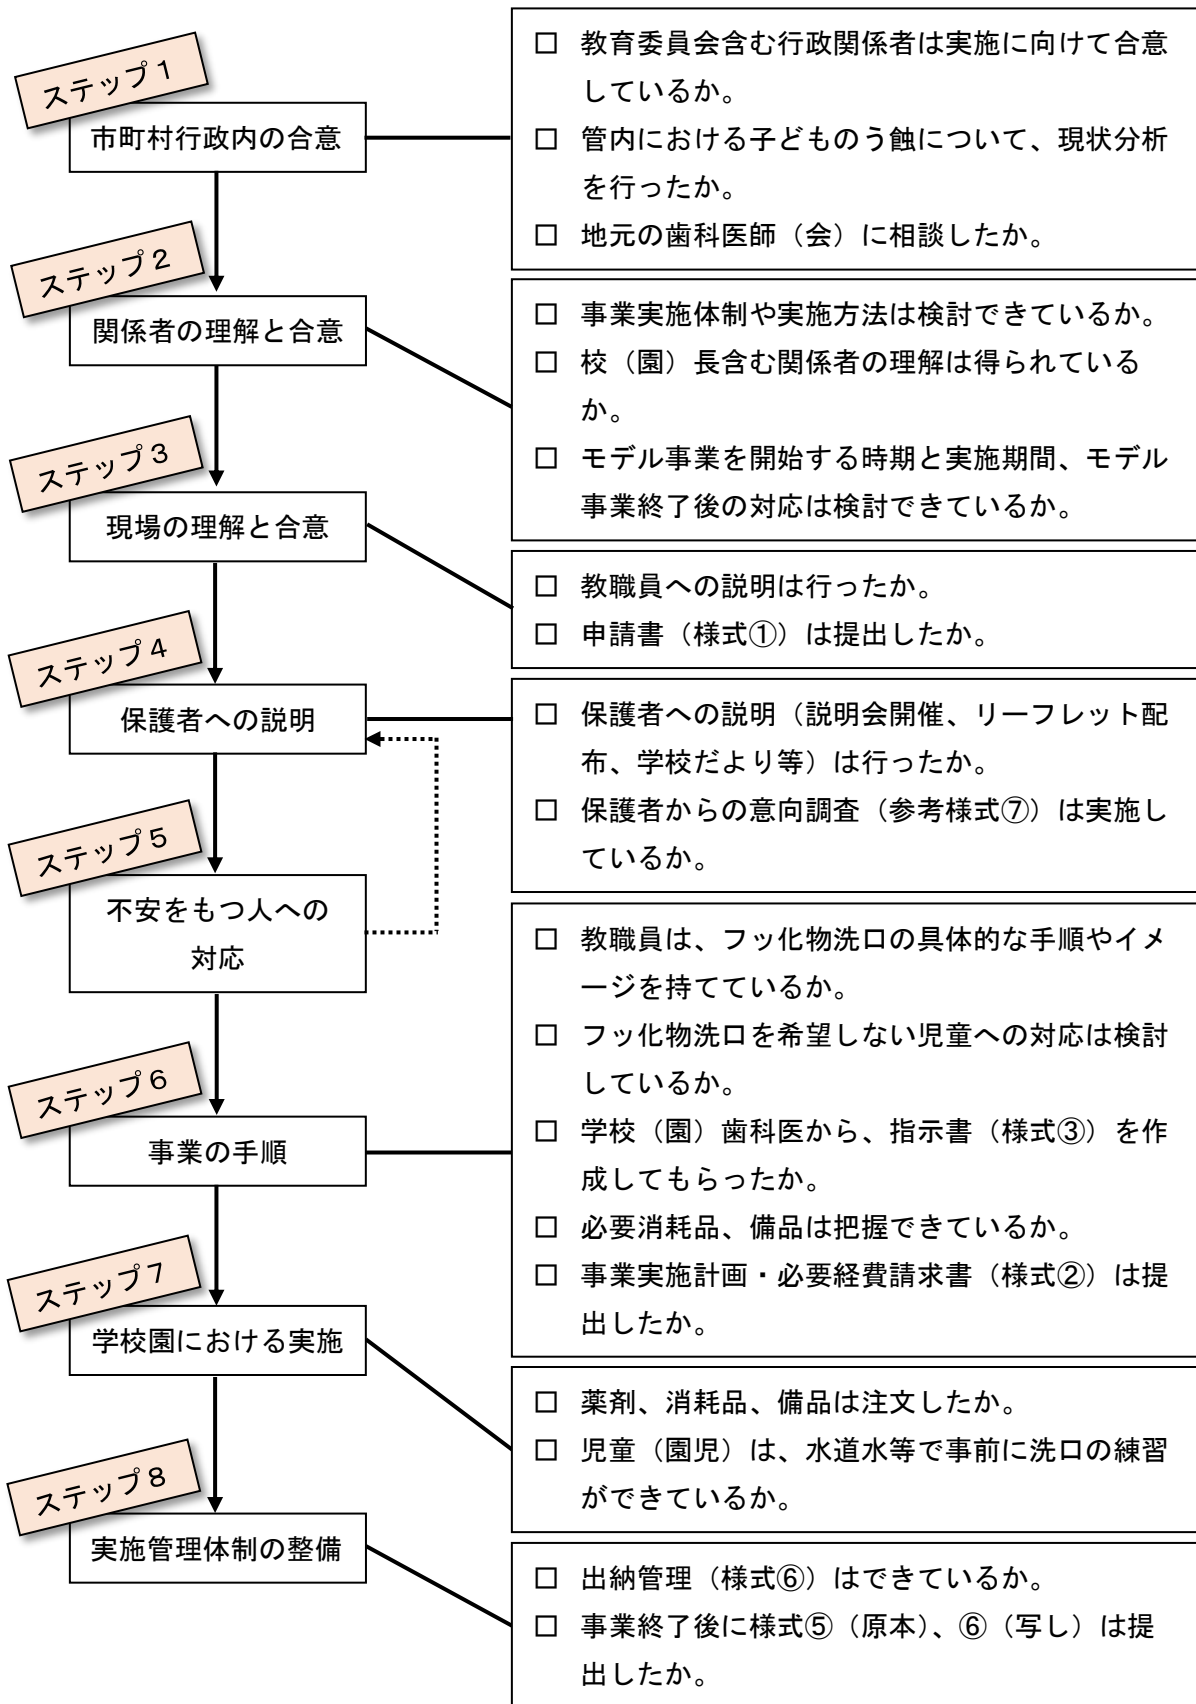 ステップ１
市町村行政内の合意
□ 教育委員会含む行政関係者は実施に向けて合意
しているか。
□ 管内における子どものう蝕について、現状分析
を行ったか。
□ 地元の歯科医師（会）に相談したか。
ステップ２
関係者の理解と合意
□ 事業実施体制や実施方法は検討できているか。
□ 校（園）長含む関係者の理解は得られている
か。
□ モデル事業を開始する時期と実施期間、モデル
事業終了後の対応は検討できているか。
ステップ３
現場の理解と合意
□ 教職員への説明は行ったか。
□ 申請書（様式①）は提出したか。
ステップ４
保護者への説明
□ 保護者への説明（説明会開催、リーフレット配
布、学校だより等）は行ったか。
□ 保護者からの意向調査（参考様式⑦）は実施し
ているか。
ステップ５
不安をもつ人への
対応
ステップ６
事業の手順
□ 教職員は、フッ化物洗口の具体的な手順やイメ
ージを持てているか。
□ フッ化物洗口を希望しない児童への対応は検討
しているか。
□ 学校（園）歯科医から、指示書（様式③）を作
成してもらったか。
□ 必要消耗品、備品は把握できているか。
□ 事業実施計画・必要経費請求書（様式②）は提
出したか。
ステップ７
学校園における実施
□ 薬剤、消耗品、備品は注文したか。
□ 児童（園児）は、水道水等で事前に洗口の練習
ができているか。
ステップ８
実施管理体制の整備
□ 出納管理（様式⑥）はできているか。
□ 事業終了後に様式⑤（原本）、⑥（写し）は提
出したか。